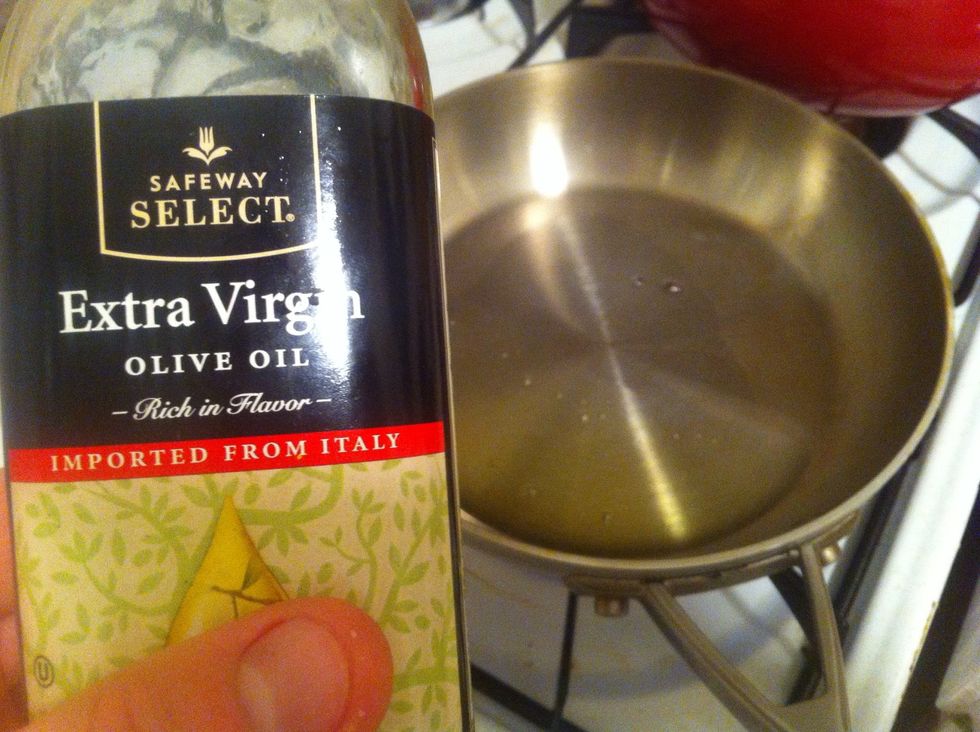 SAFEWAY
SELECT®
Extra Virgin
OLIVE OIL
– Rich in Flavor –
IMPORTED FROM ITALY
U